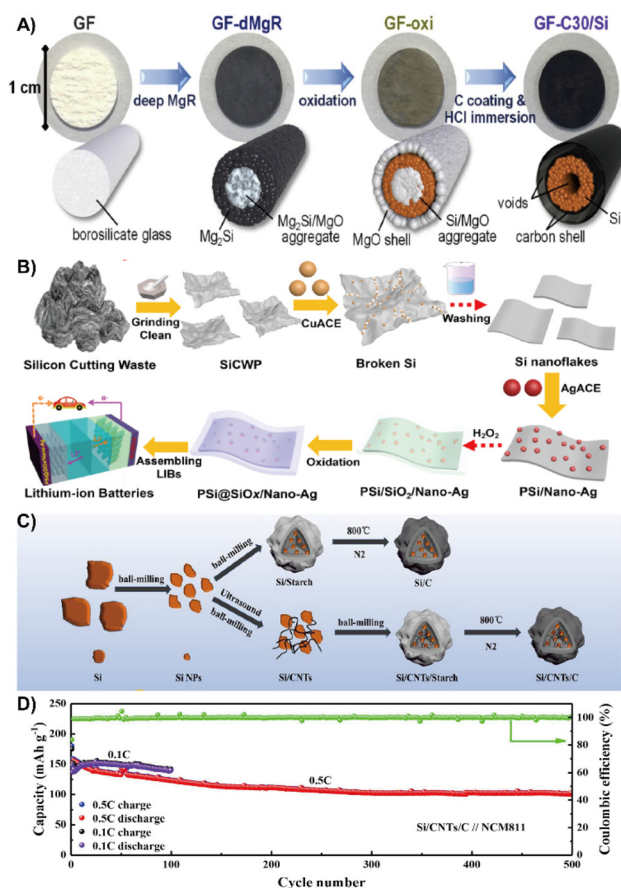 A)
GF
GF-dMgR
GF-oxi
GF-C30/Si
1 cm
deep MgR
oxidation
C coating &
HCl immersion
borosilicate glass
Mg₂Si
Mg₂Si/MgO
aggregate
MgO shell
Si/MgO
aggregate
voids
carbon shell
Si
B)
Silicon Cutting Waste
Grinding
Clean
SiCWP
CuACE
Broken Si
Washing
Si nanoflakes
AgACE
Lithium-ion Batteries
Assembling
LIBs
PSi@SiOx/Nano-Ag
Oxidation
PSi/SiO₂/Nano-Ag
H₂O₂
PSi/Nano-Ag
C)
Si
ball-milling
Si NPs
ball-milling
Si/Starch
800℃
N2
Si/C
Uitrasound
ball-milling
Si/CNTs
ball-milling
Si/CNTs/Starch
800℃
N2
Si/CNTs/C
D)
Capacity (mAh g⁻¹)
250
200
150
100
50
0
0.1C
0.5C
0.5C charge
0.5C discharge
0.1C charge
0.1C discharge
Si/CNTs/C // NCM811
100
80
60
40
20
0
Coulombic efficiency (%)
0
100
200
300
400
500
Cycle number